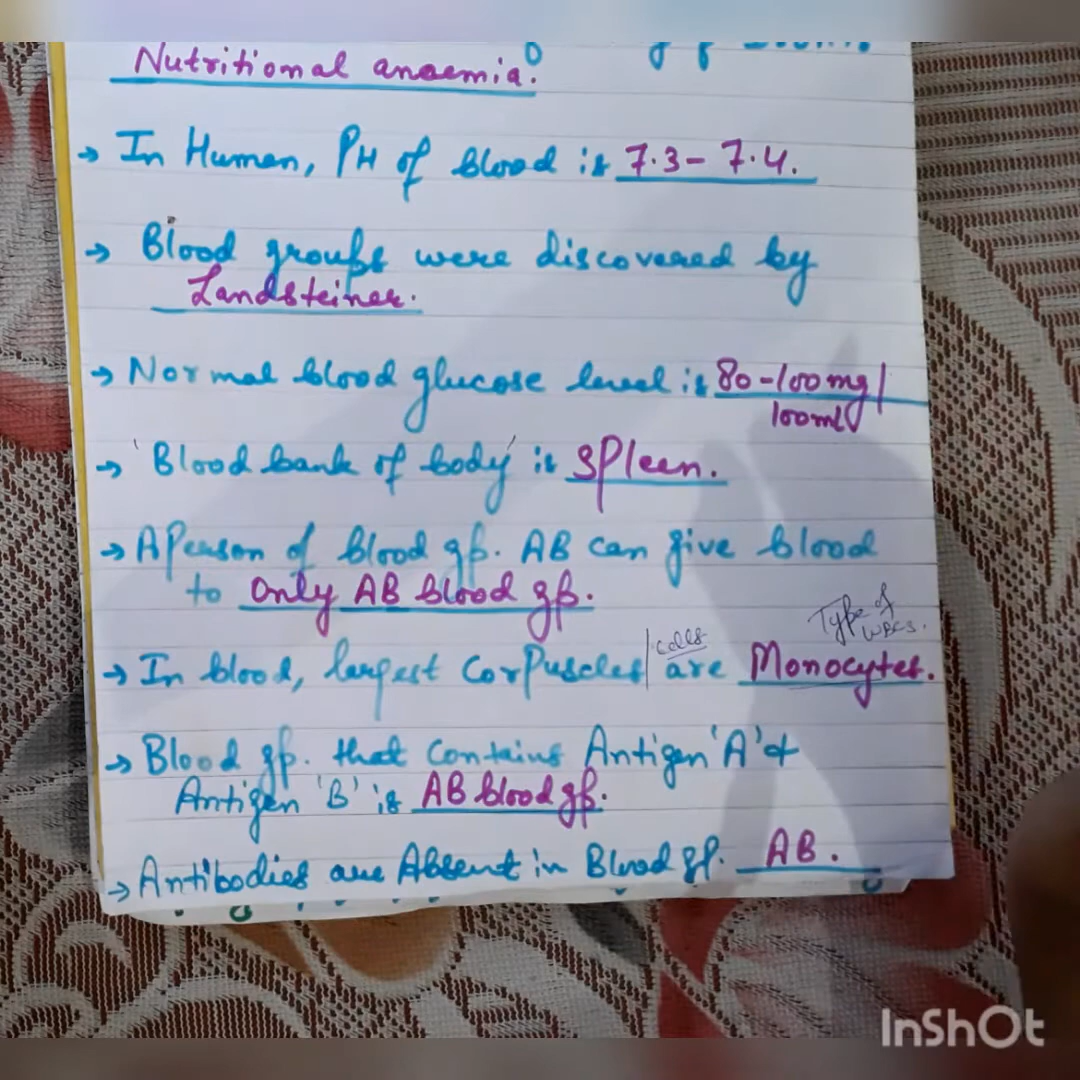 Nutritional anaemia.
→ In Human, PH of blood is 7.3 - 7.4.
→ Blood groups were discovered by
Landsteiner.
→ Normal blood glucose level is 80-100mg/
100ml
→ 'Blood bank of body' is Spleen.
→ A Person of blood gp. AB can give blood
to Only AB blood gp.
Type of
WBCs.
→ In blood, largest Corpuscles/cells are Monocytes.
→ Blood gp. that Contains Antigen 'A' &
Antigen 'B' is AB blood gp.
→ Antibodies are Absent in Blood gp. AB.
InShOt